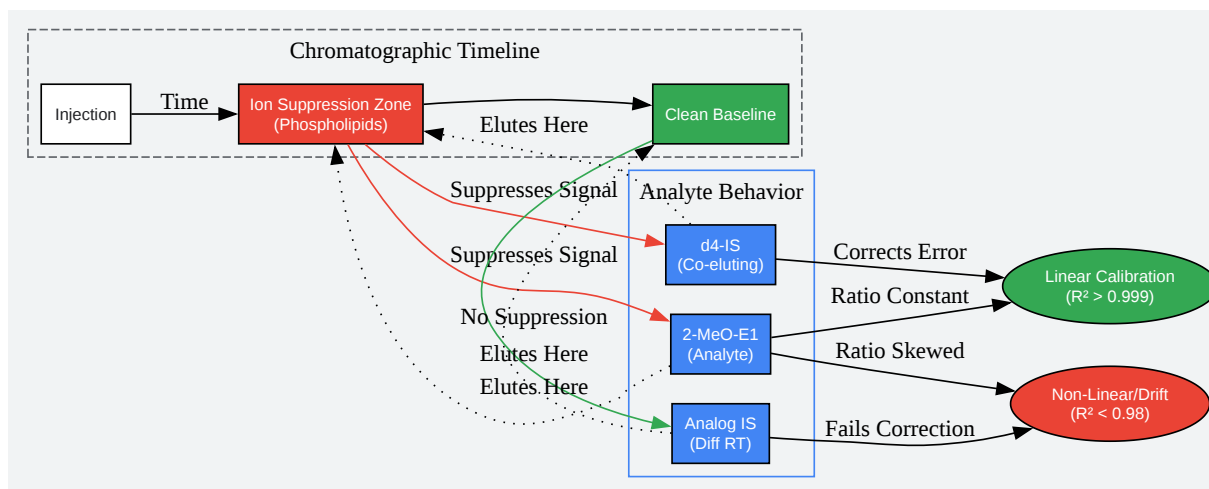 Chromatographic Timeline
Injection
Time
Ion Suppression Zone
(Phospholipids)
Elutes Here
Clean Baseline
Suppresses Signal
Analyte Behavior
d4-IS
(Co-eluting)
Corrects Error
Linear Calibration
(R² > 0.999)
Suppresses Signal
Ratio Constant
No Suppression
2-MeO-E1
(Analyte)
Ratio Skewed
Elutes Here
Elutes Here
Non-Linear/Drift
(R² < 0.98)
Analog IS
(Diff RT)
Fails Correction